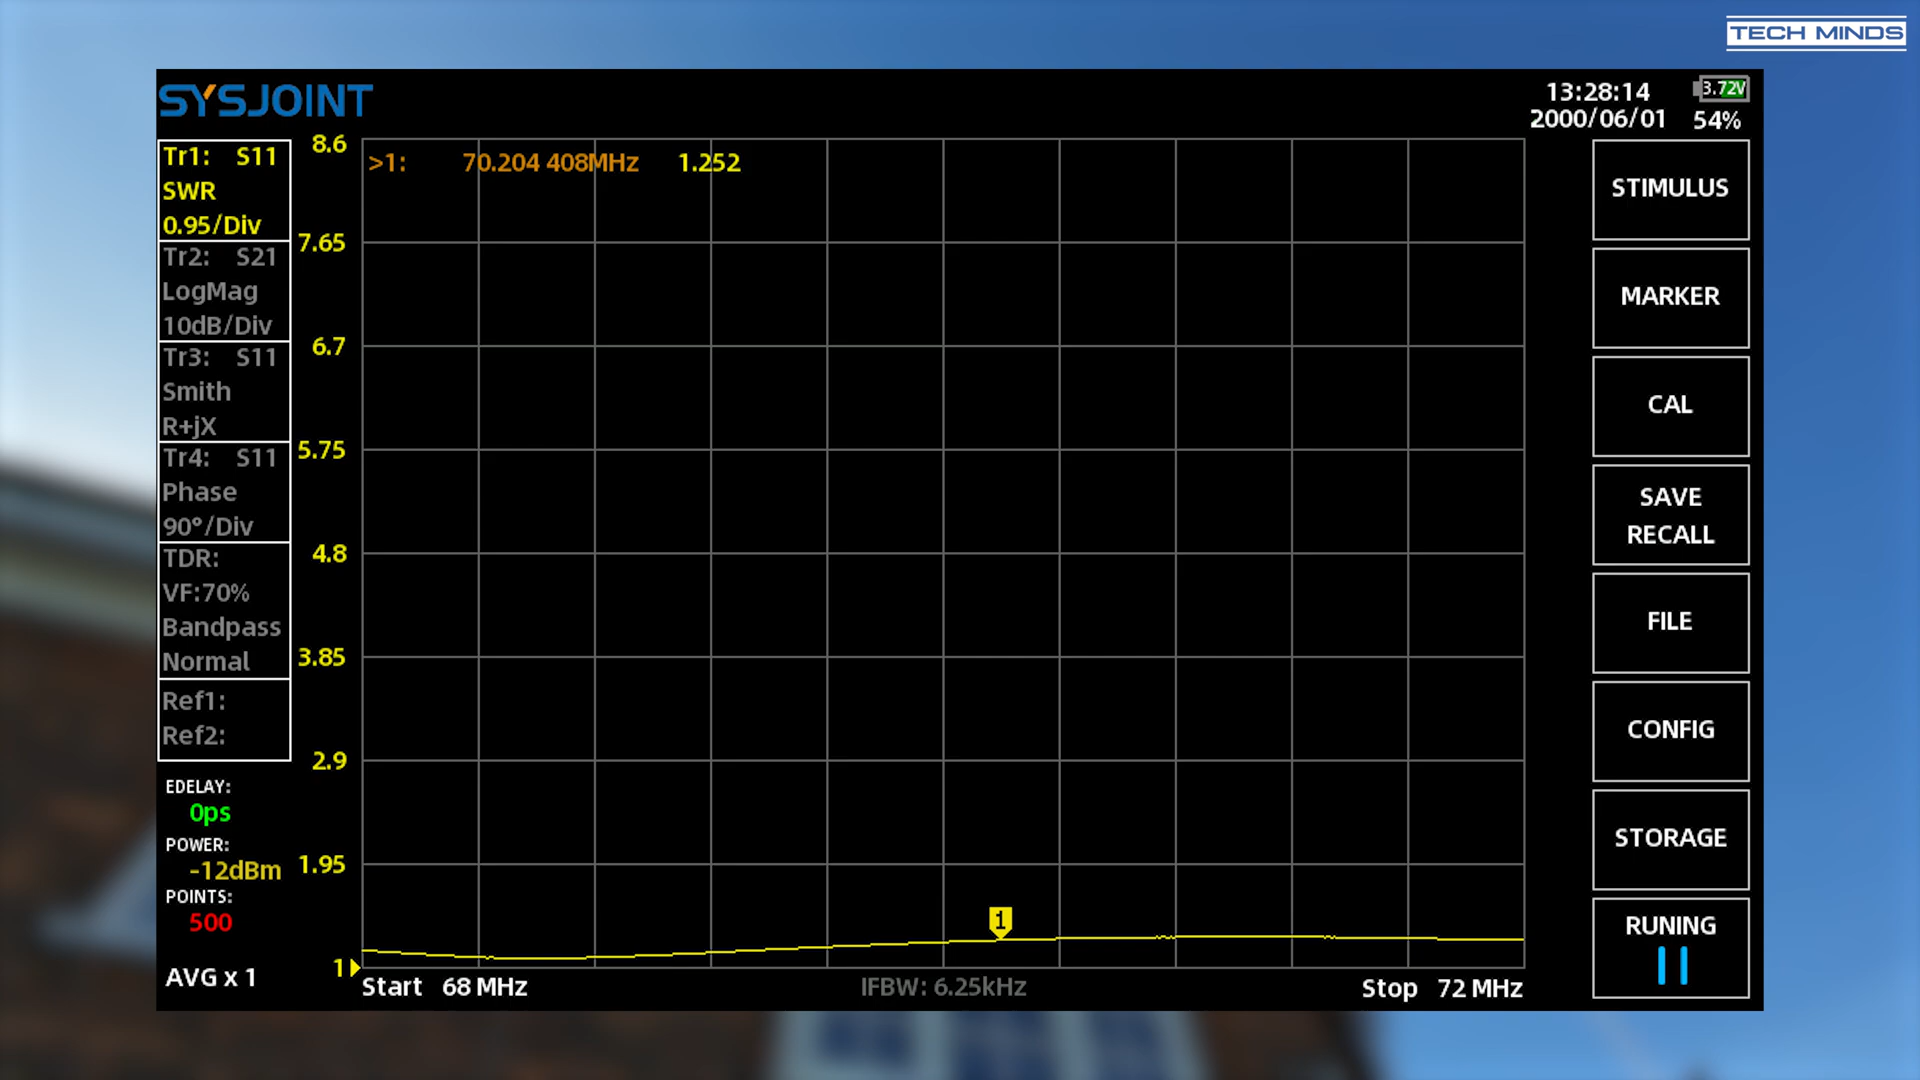 TECH MINDS
SYSJOINT
13:28:14
3.72V
2000/06/01
54%
Tr1: S11
SWR
0.95/Div
Tr2: S21
LogMag
10dB/Div
Tr3: S11
Smith
R+jX
Tr4: S11
Phase
90°/Div
TDR:
VF:70%
Bandpass
Normal
Ref1:
Ref2:
EDELAY:
0ps
POWER:
-12dBm
POINTS:
500
AVG x 1
8.6
7.65
6.7
5.75
4.8
3.85
2.9
1.95
1
>1: 70.204 408MHz 1.252
1
Start 68 MHz
IFBW: 6.25kHz
Stop 72 MHz
STIMULUS
MARKER
CAL
SAVE
RECALL
FILE
CONFIG
STORAGE
RUNING